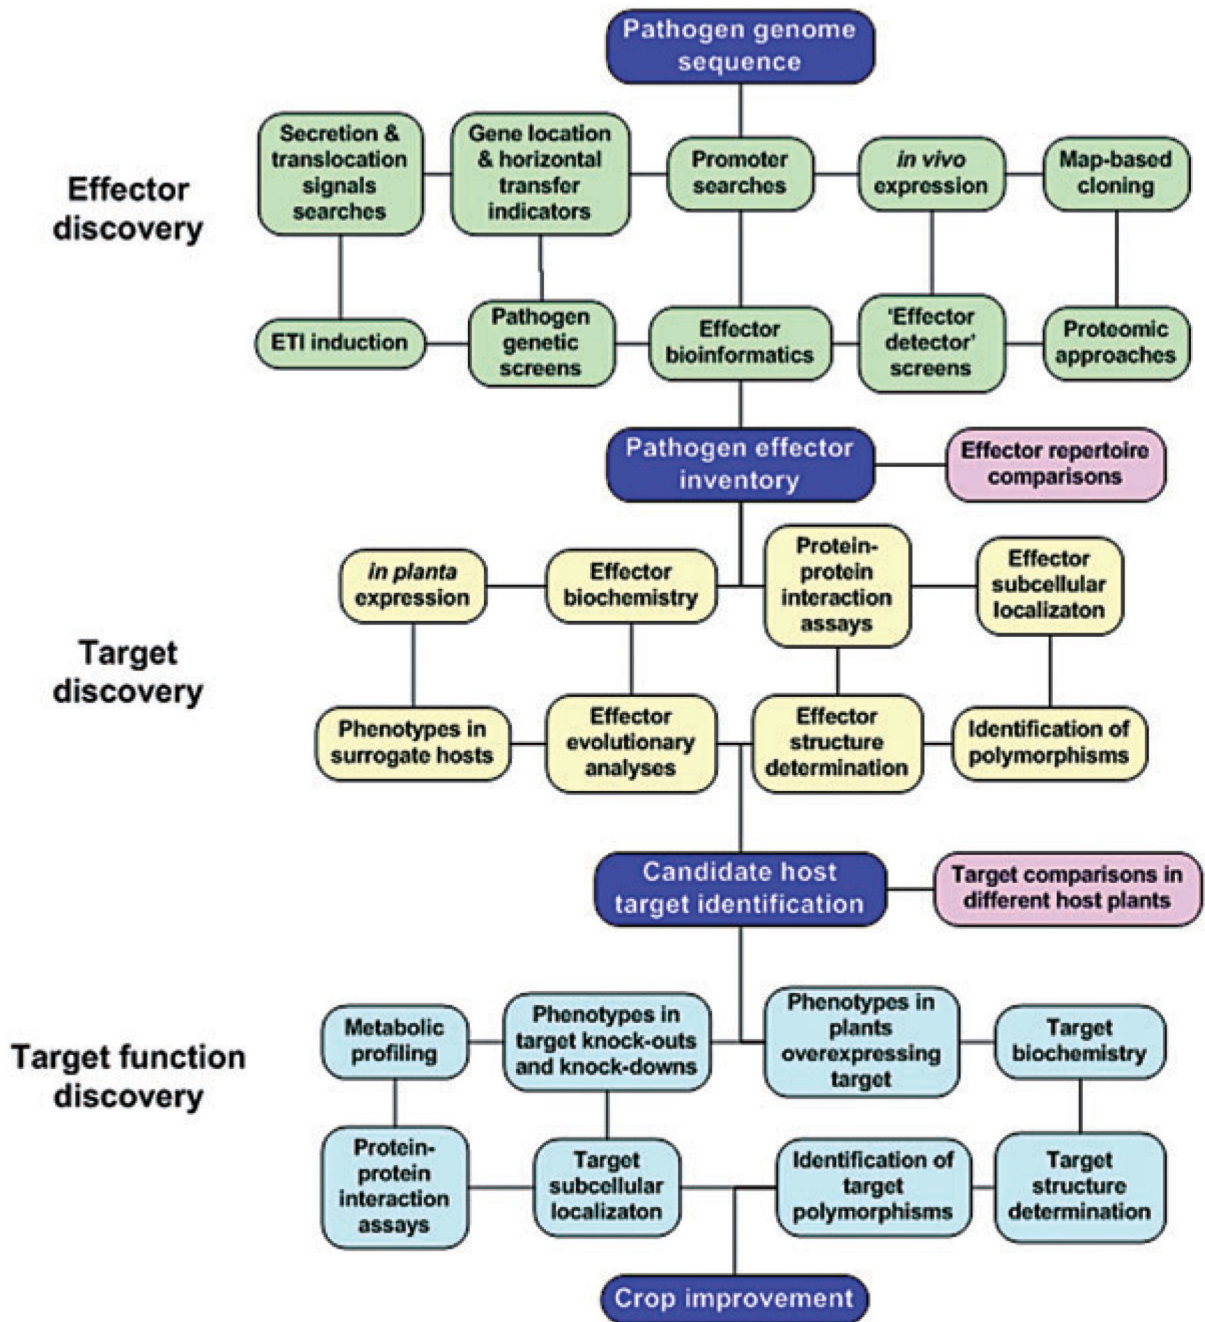 Pathogen genome
sequence
Effector
discovery
Secretion &
translocation
signals
searches
Gene location
& horizontal
transfer
indicators
Promoter
searches
in vivo
expression
Map-based
cloning
ETI induction
Pathogen
genetic
screens
Effector
bioinformatics
'Effector
detector'
screens
Proteomic
approaches
Pathogen effector
inventory
Effector repertoire
comparisons
Target
discovery
in planta
expression
Effector
biochemistry
Protein-
protein
interaction
assays
Effector
subcellular
localizaton
Phenotypes in
surrogate hosts
Effector
evolutionary
analyses
Effector
structure
determination
Identification of
polymorphisms
Candidate host
target identification
Target comparisons in
different host plants
Target function
discovery
Metabolic
profiling
Phenotypes in
target knock-outs
and knock-downs
Phenotypes in
plants
overexpressing
target
Target
biochemistry
Protein-
protein
interaction
assays
Target
subcellular
localizaton
Identification of
target
polymorphisms
Target
structure
determination
Crop improvement